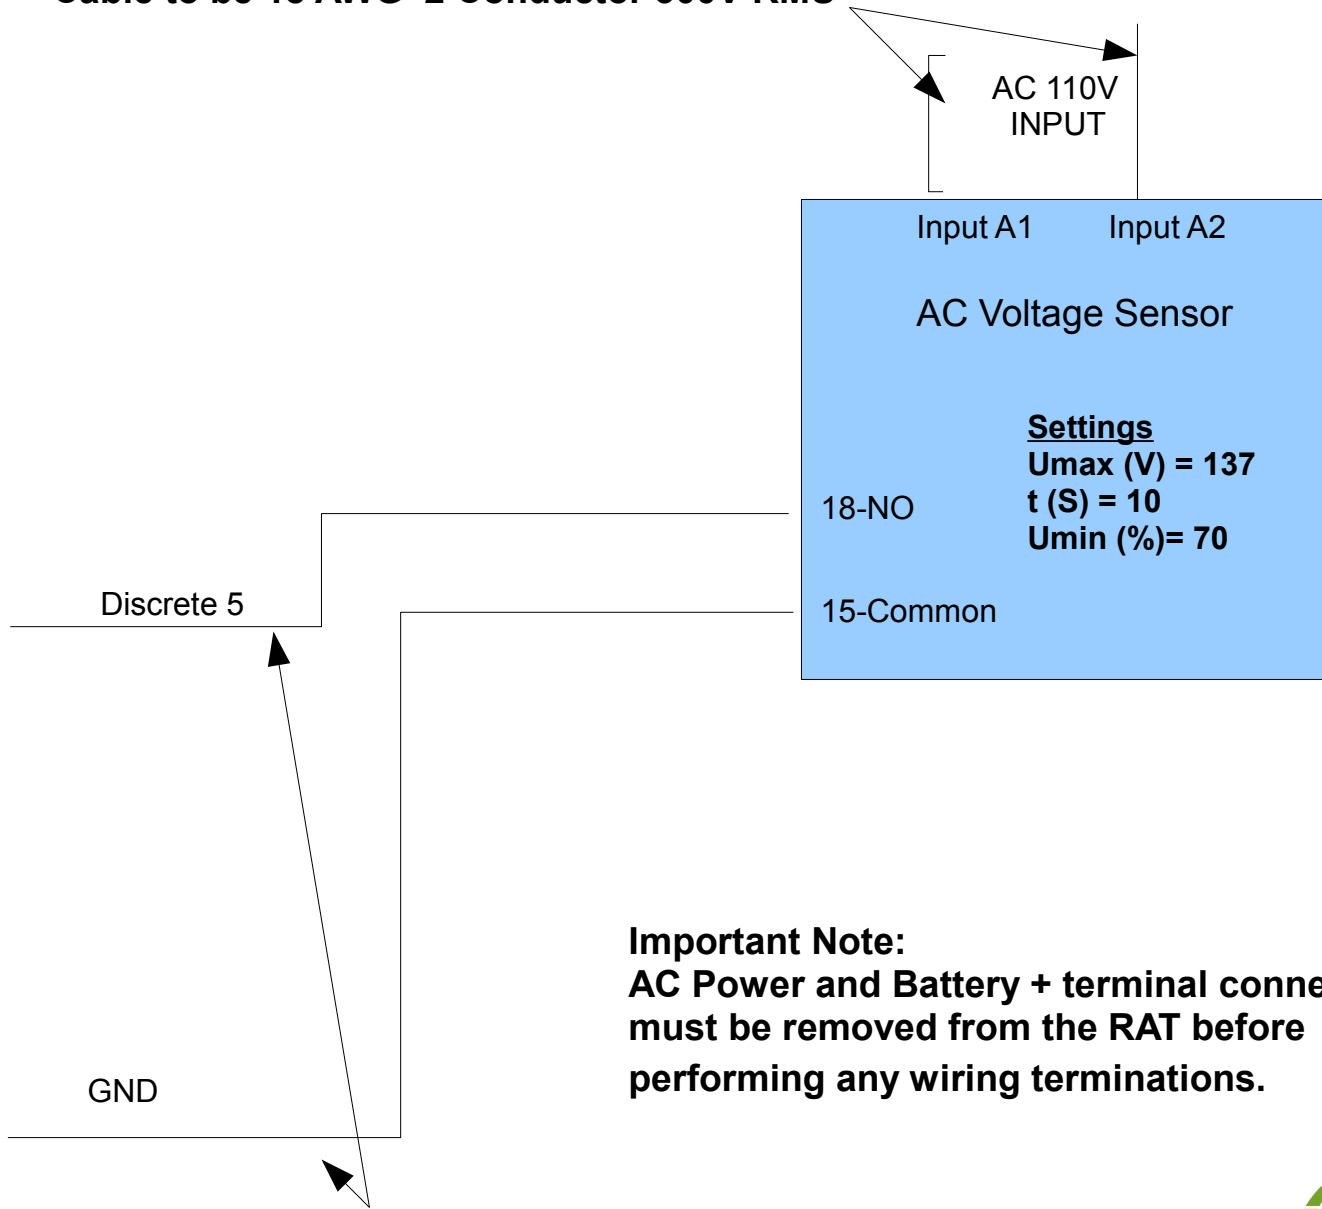 AC 110V
INPUT
Input A1 Input A2
AC Voltage Sensor
Settings
Umax (V) = 137
t (S) = 10
Umin (%)= 70
18-NO
Discrete 5
15-Common
Important Note:
AC Power and Battery + terminal
must be removed from the RAT before
performing any wiring terminations.
GND